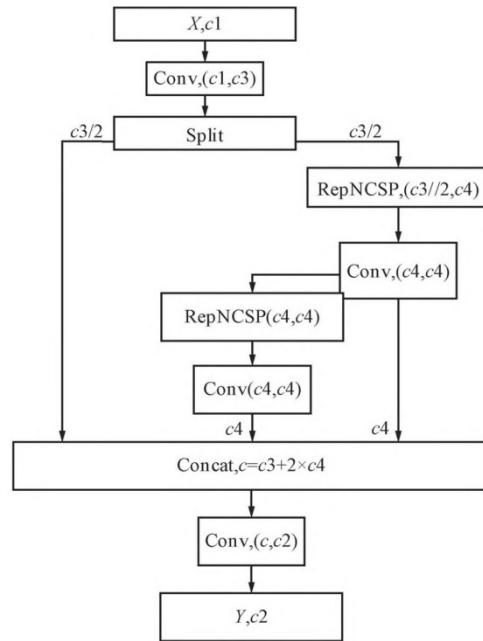 X,c1
Conv,(c1,c3)
c3/2
Split
c3/2
RepNCSP,(c3//2,c4)
Conv,(c4,c4)
RepNCSP(c4,c4)
Conv(c4,c4)
c4
c4
Concat,c=c3+2×c4
Conv,(c,c2)
Y,c2